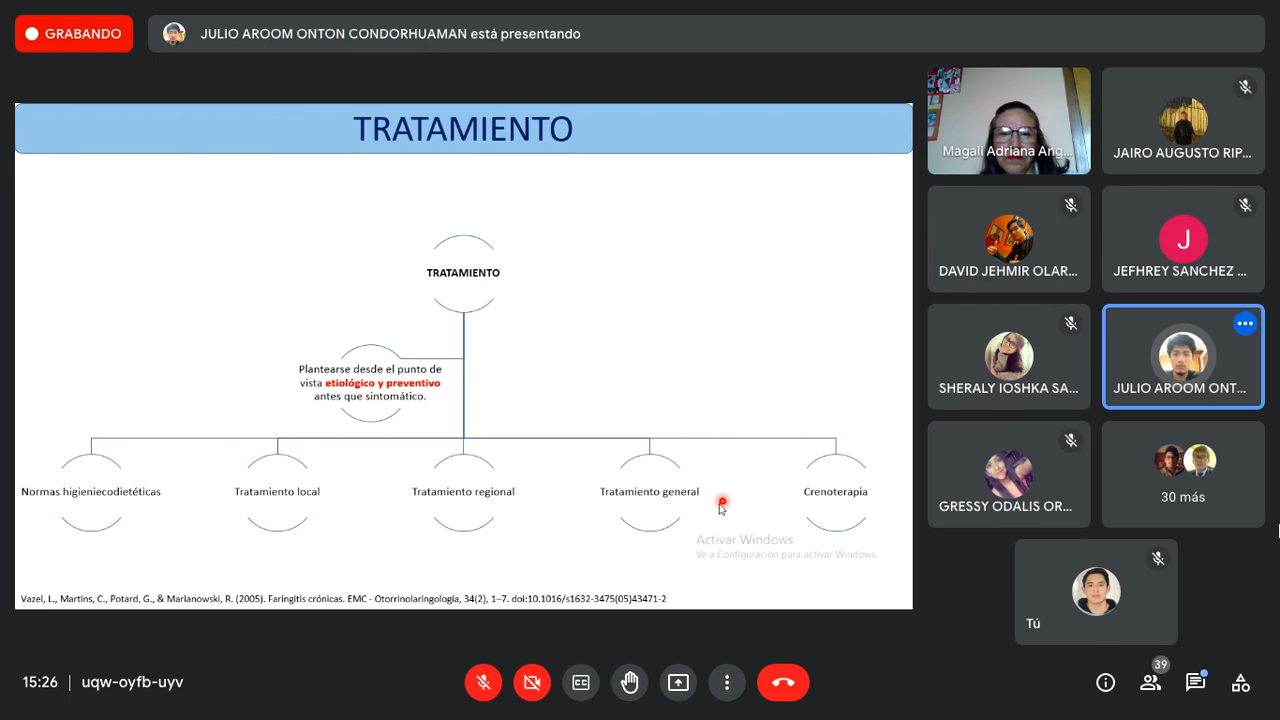 GRABANDO
JULIO AROOM ONTON CONDORHUAMAN está presentando
TRATAMIENTO
TRATAMIENTO
Plantearse desde el punto de
vista etiológico y preventivo
antes que sintomático.
Normas higieniecodietéticas
Tratamiento local
Tratamiento regional
Tratamiento general
Crenoterapia
Activar Windows
Ve a Configuración para activar Windows.
Vazel, L., Martins, C., Potard, G., & Marianowski, R. (2005). Faringitis crónicas. EMC - Otorrinolaringología, 34(2), 1–7. doi:10.1016/s1632-3475(05)43471-2
Magali Adriana Ang...
JAIRO AUGUSTO RIP...
DAVID JEHMIR OLAR...
J
JEFHREY SANCHEZ ...
SHERALY IOSHKA SA...
JULIO AROOM ONT...
GRESSY ODALIS OR...
30 más
Tú
15:26 | uqw-oyfb-uyv
CC
39